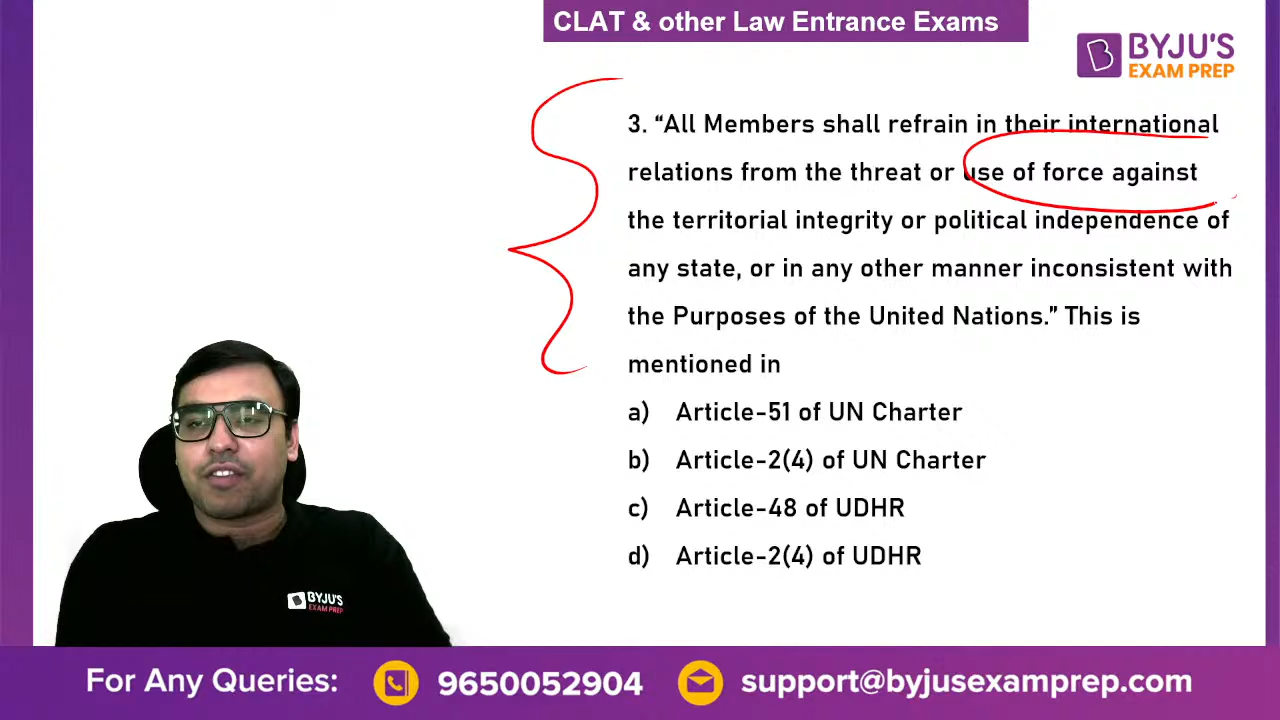 CLAT & other Law Entrance Exams
BYJU'S
EXAM PREP
3. “All Members shall refrain in their international
relations from the threat or use of force against
the territorial integrity or political independence of
any state, or in any other manner inconsistent with
the Purposes of the United Nations.” This is
mentioned in
a) Article-51 of UN Charter
b) Article-2(4) of UN Charter
c) Article-48 of UDHR
d) Article-2(4) of UDHR
BYJU'S
EXAM PREP
For Any Queries: 9650052904 support@byjusexamprep.com